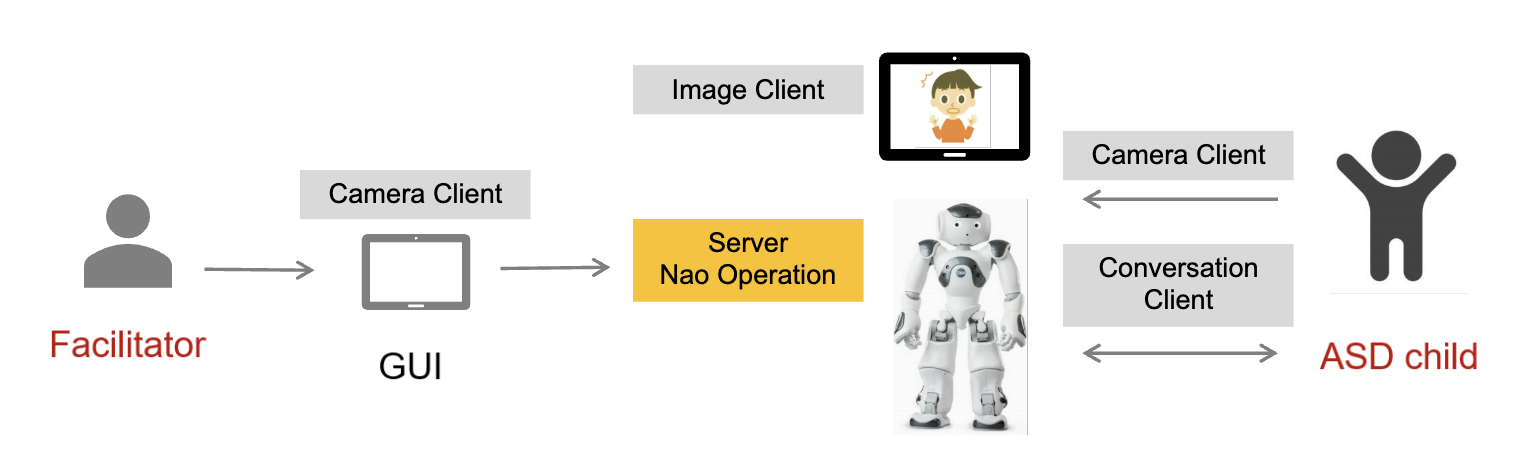 Image Client
Camera Client
Camera Client
Server
Nao Operation
Conversation
Client
Facilitator
GUI
ASD child